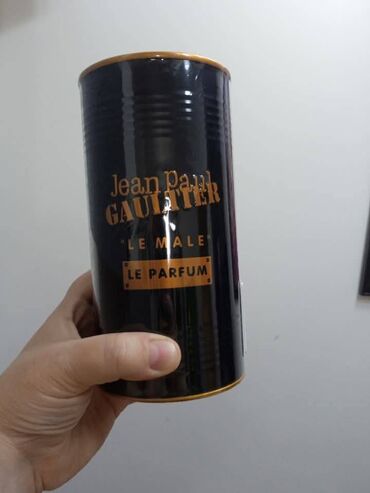 Jean Paul
GAULTIER
"LE MALE"
LE PARFUM